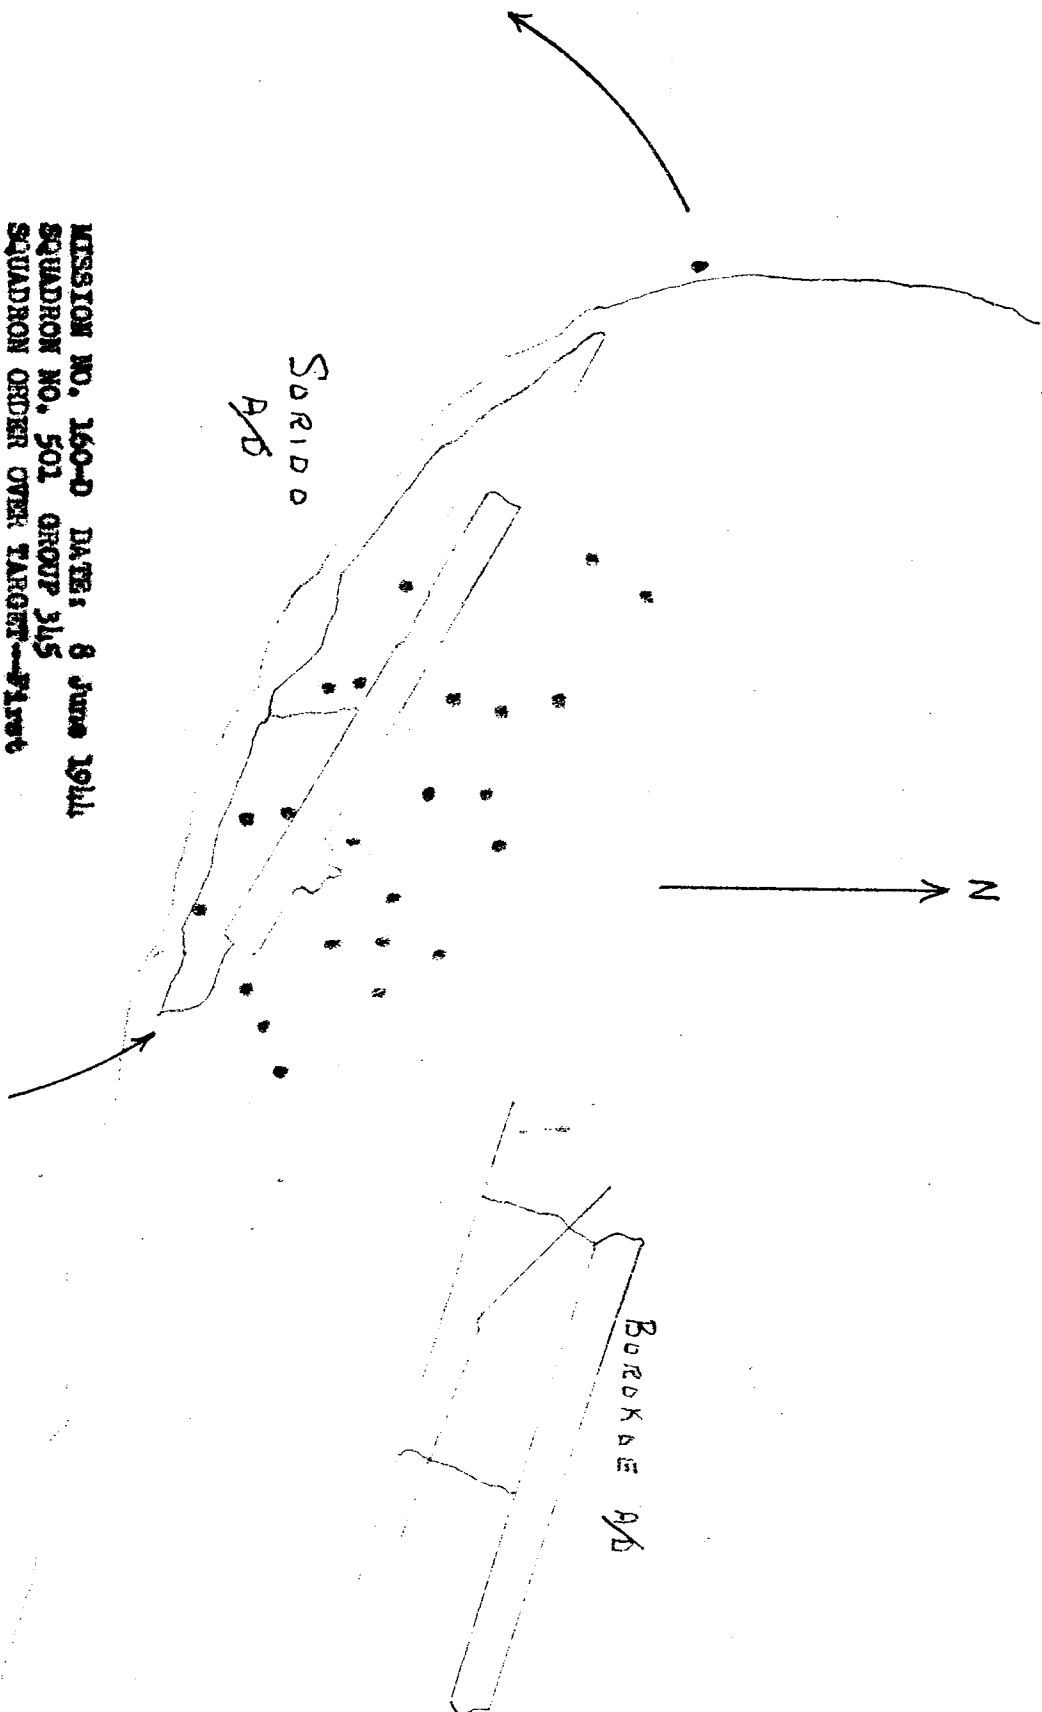 N
BOROKOE A/D
SORIDO
A/D
MISSION NO. 160-D DATE: 8 June 1944
SQUADRON NO. 501 GROUP 345
SQUADRON ORDER OVER TARGET--First